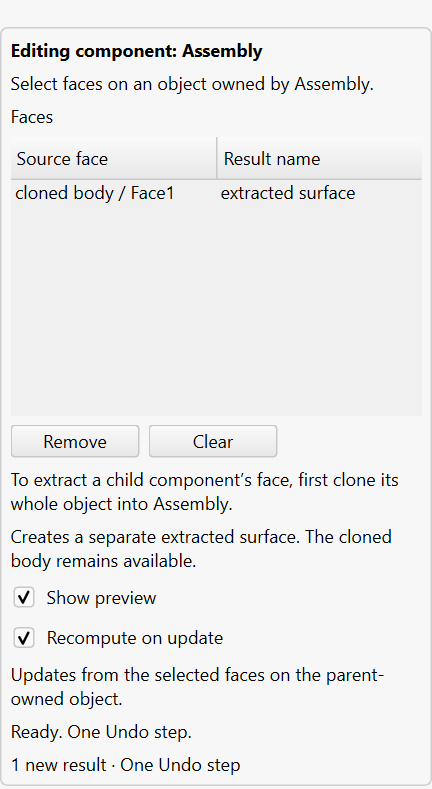 Editing component: Assembly
Select faces on an object owned by Assembly.
Faces
Source face Result name
cloned body / Face1 extracted surface
Remove Clear
To extract a child component’s face, first clone its
whole object into Assembly.
Creates a separate extracted surface. The cloned
body remains available.
Show preview
Recompute on update
Updates from the selected faces on the parent-
owned object.
Ready. One Undo step.
1 new result · One Undo step